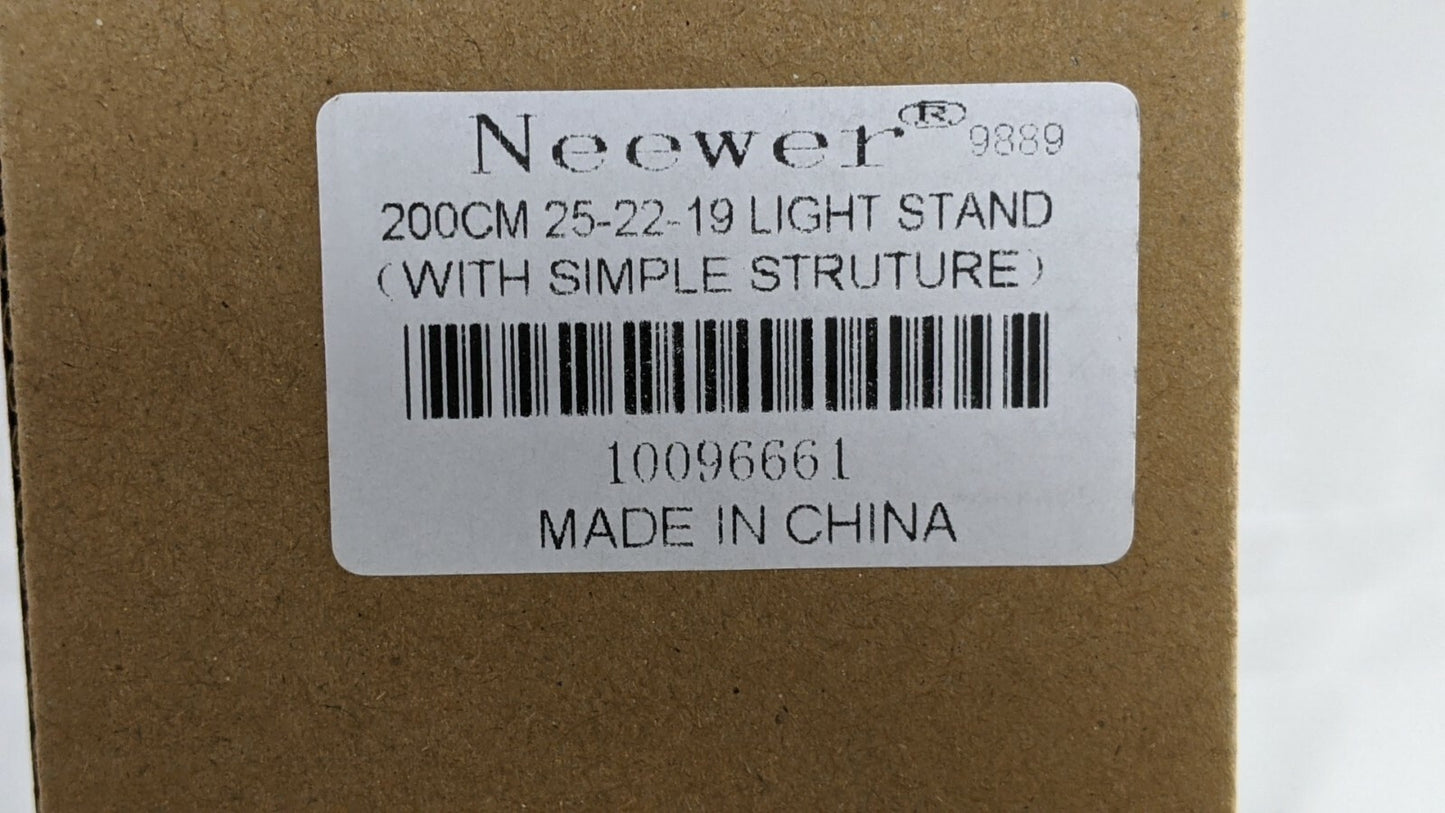 Neewer® 9889
200CM 25-22-19 LIGHT STAND
(WITH SIMPLE STRUTURE)
10096661
MADE IN CHINA